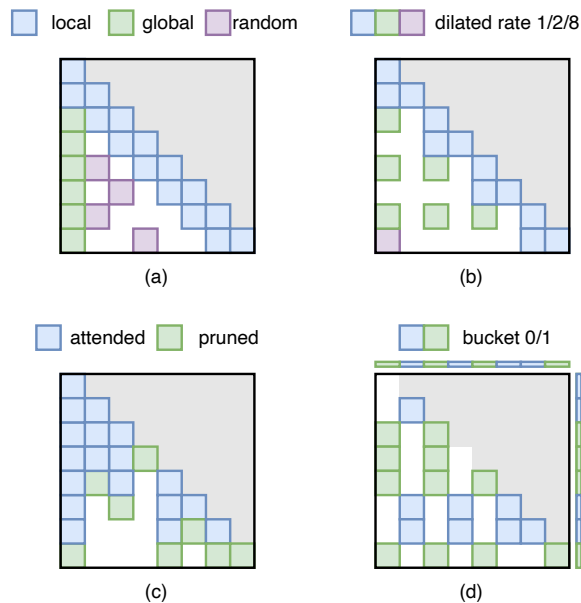 local global random
dilated rate 1/2/8
(a)
(b)
attended pruned
bucket 0/1
(c)
(d)